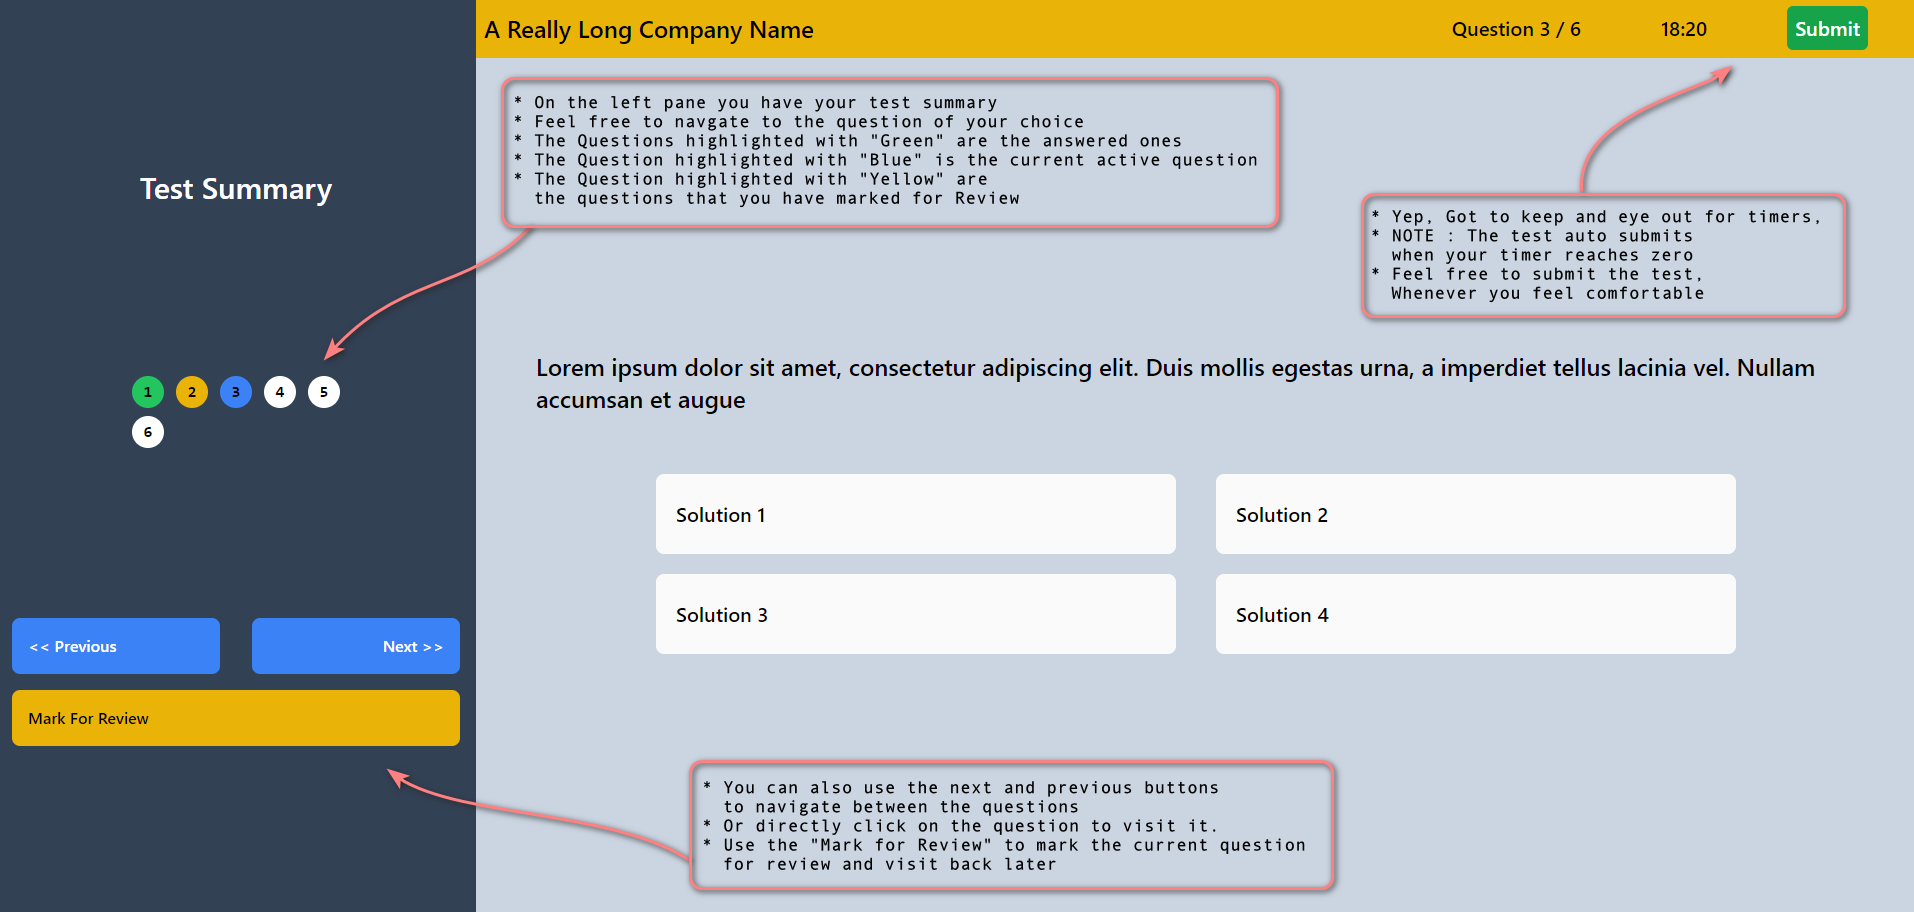 A Really Long Company Name
Question 3 / 6
18:20
Submit
* On the left pane you have your test summary
* Feel free to navgate to the question of your choice
* The Questions highlighted with "Green" are the answered ones
* The Question highlighted with "Blue" is the current active question
* The Question highlighted with "Yellow" are
the questions that you have marked for Review
Test Summary
* Yep, Got to keep and eye out for timers,
* NOTE : The test auto submits
when your timer reaches zero
* Feel free to submit the test,
Whenever you feel comfortable
1 2 3 4 5
6
Lorem ipsum dolor sit amet, consectetur adipiscing elit. Duis mollis egestas urna, a imperdiet tellus lacinia vel. Nullam
accumsan et augue
Solution 1
Solution 2
Solution 3
Solution 4
<< Previous
Next >>
Mark For Review
* You can also use the next and previous buttons
to navigate between the questions
* Or directly click on the question to visit it.
* Use the "Mark for Review" to mark the current question
for review and visit back later